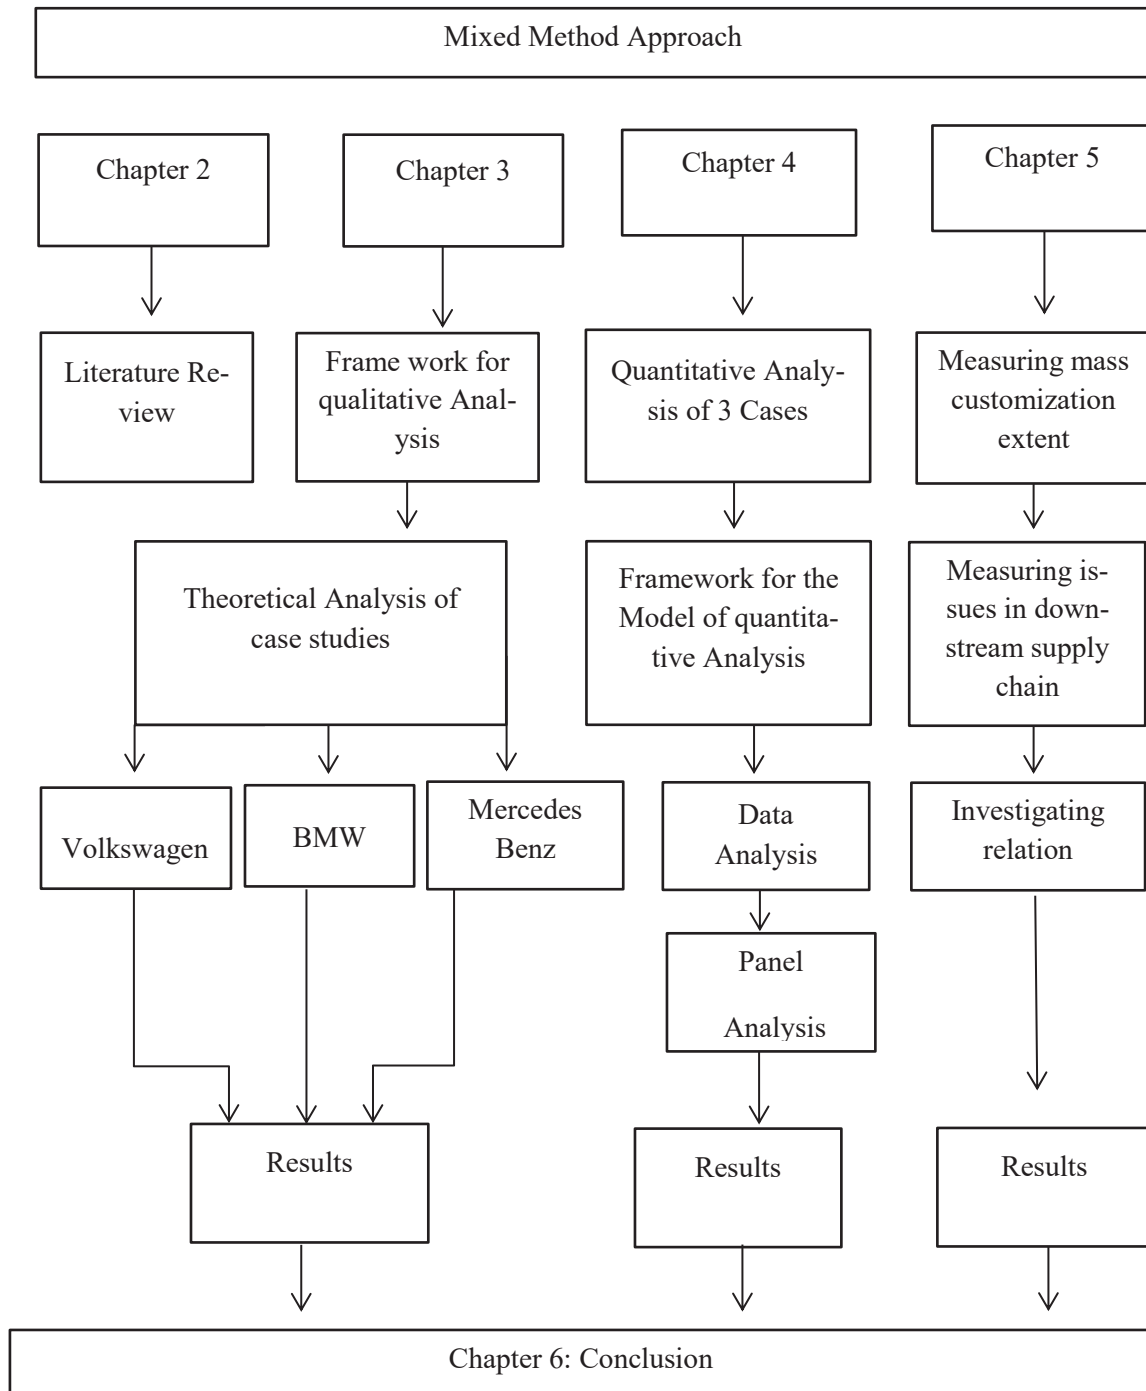 Mixed Method Approach
Chapter 2
Chapter 3
Chapter 4
Chapter 5
Literature Re-
view
Frame work for
qualitative Anal-
ysis
Quantitative Analy-
sis of 3 Cases
Measuring mass
customization
extent
Theoretical Analysis of
case studies
Framework for the
Model of quantita-
tive Analysis
Measuring is-
sues in down-
stream supply
chain
Volkswagen
BMW
Mercedes
Benz
Data
Analysis
Investigating
relation
Panel
Analysis
Results
Results
Results
Chapter 6: Conclusion